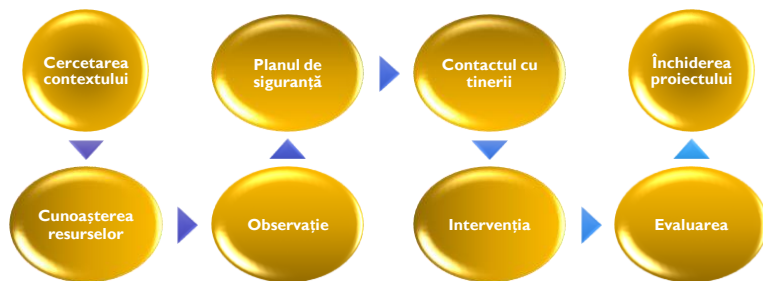 Cercetarea
contextului
Cunoașterea
resurselor
Observație
Planul de
siguranță
Contactul cu
tinerii
Intervenția
Evaluarea
Închiderea
proiectului